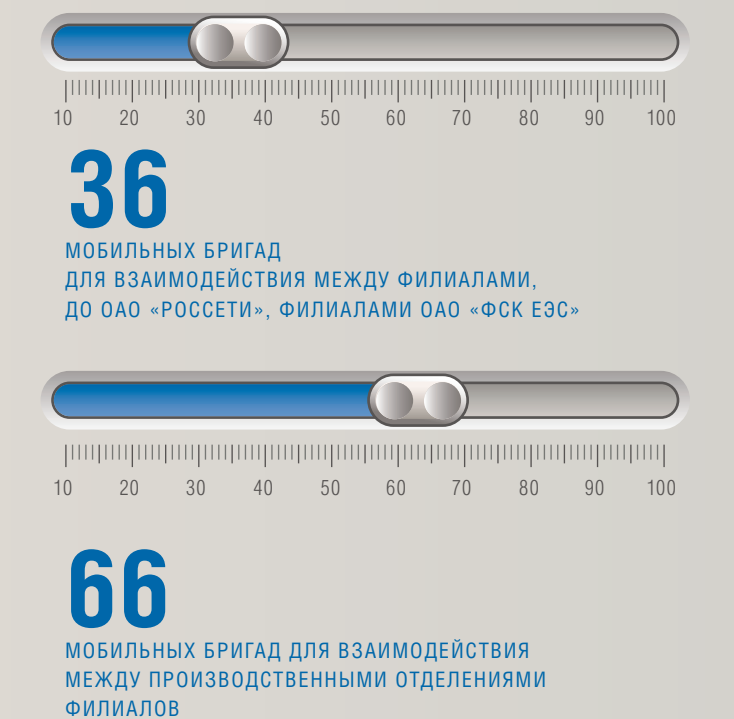 10 20 30 40 50 60 70 80 90 100
36
МОБИЛЬНЫХ БРИГАД
ДЛЯ ВЗАИМОДЕЙСТВИЯ МЕЖДУ ФИЛИАЛАМИ,
ДО ОАО «РОССЕТИ», ФИЛИАЛАМИ ОАО «ФСК ЕЭС»
10 20 30 40 50 60 70 80 90 100
66
МОБИЛЬНЫХ БРИГАД ДЛЯ ВЗАИМОДЕЙСТВИЯ
МЕЖДУ ПРОИЗВОДСТВЕННЫМИ ОТДЕЛЕНИЯМИ
ФИЛИАЛОВ